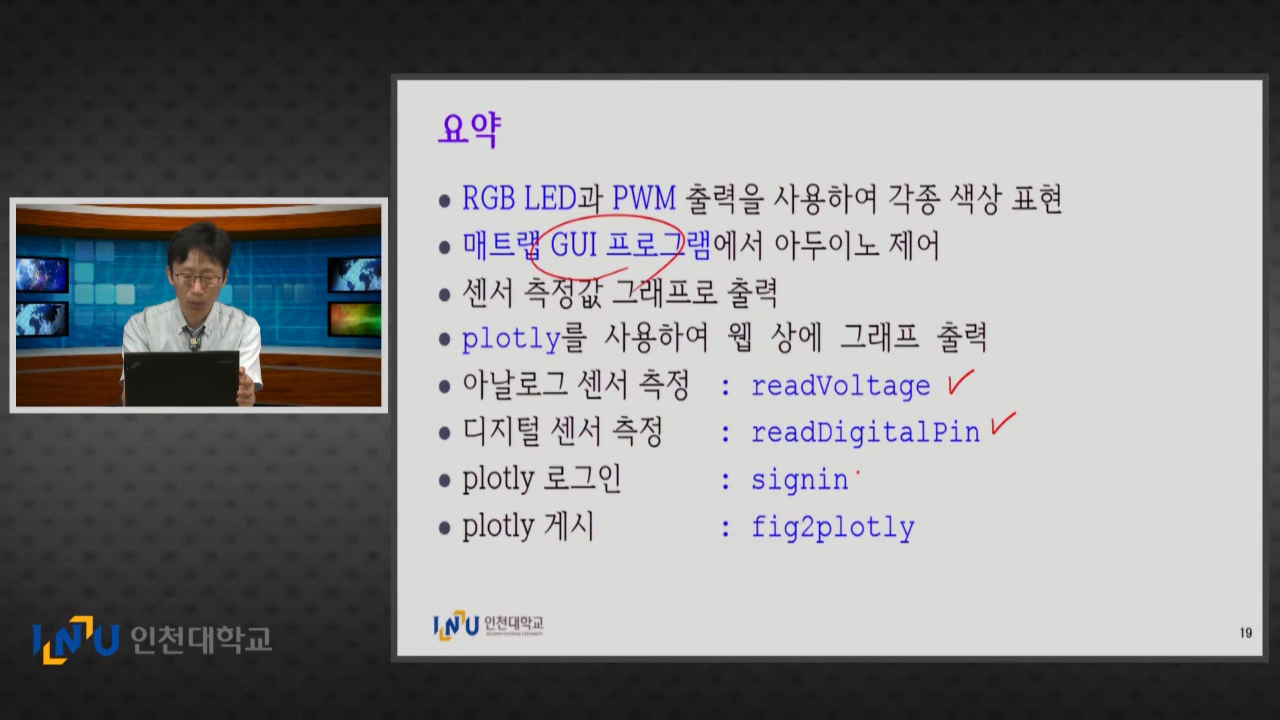 요약
• RGB LED과 PWM 출력을 사용하여 각종 색상 표현
• 매트랩 GUI 프로그램에서 아두이노 제어
• 센서 측정값 그래프로 출력
• plotly를 사용하여 웹 상에 그래프 출력
• 아날로그 센서 측정 : readVoltage
• 디지털 센서 측정 : readDigitalPin
• plotly 로그인 : signin
• plotly 게시 : fig2plotly
INU 인천대학교
19
INU 인천대학교